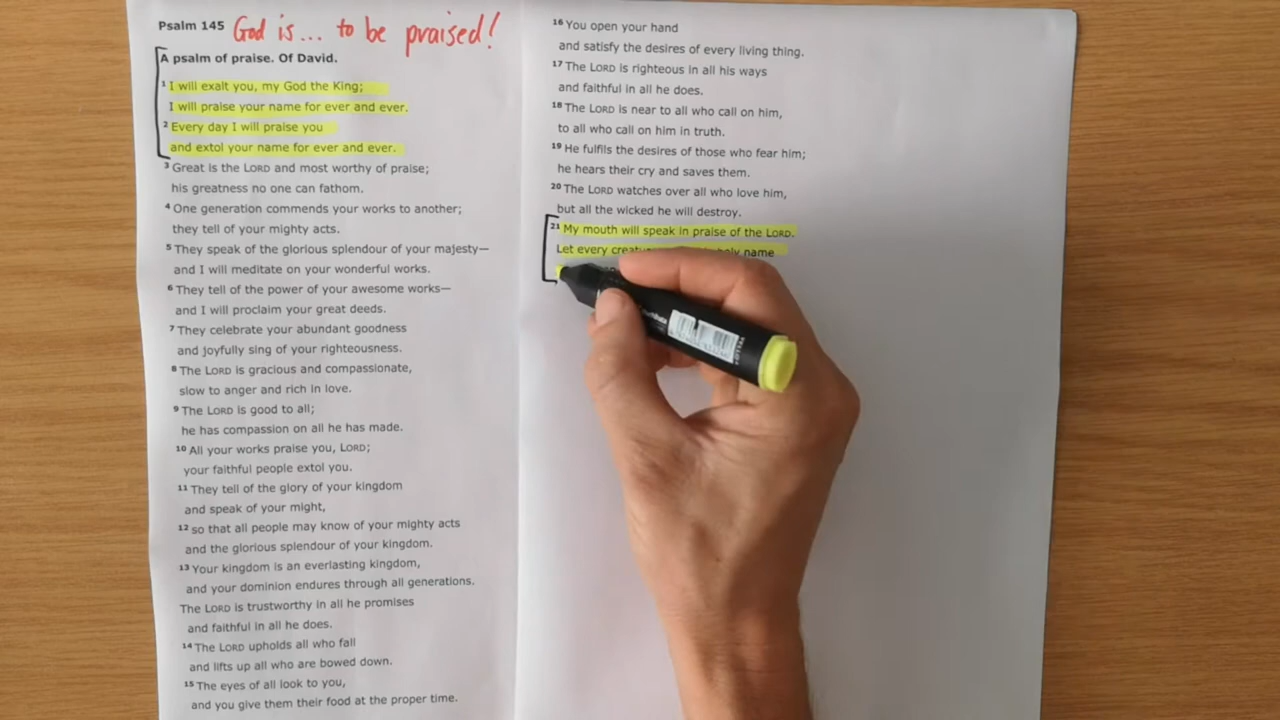 Psalm 145 God is... to be praised!
A psalm of praise. Of David.
1 I will exalt you, my God the King;
I will praise your name for ever and ever.
2 Every day I will praise you
and extol your name for ever and ever.
3 Great is the LORD and most worthy of praise;
his greatness no one can fathom.
4 One generation commends your works to another;
they tell of your mighty acts.
5 They speak of the glorious splendour of your majesty—
and I will meditate on your wonderful works.
6 They tell of the power of your awesome works—
and I will proclaim your great deeds.
7 They celebrate your abundant goodness
and joyfully sing of your righteousness.
8 The LORD is gracious and compassionate,
slow to anger and rich in love.
9 The LORD is good to all;
he has compassion on all he has made.
10 All your works praise you, LORD;
your faithful people extol you.
11 They tell of the glory of your kingdom
and speak of your might,
12 so that all people may know of your mighty acts
and the glorious splendour of your kingdom.
13 Your kingdom is an everlasting kingdom,
and your dominion endures through all generations.
The LORD is trustworthy in all he promises
and faithful in all he does.
14 The LORD upholds all who fall
and lifts up all who are bowed down.
15 The eyes of all look to you,
and you give them their food at the proper time.
16 You open your hand
and satisfy the desires of every living thing.
17 The LORD is righteous in all his ways
and faithful in all he does.
18 The LORD is near to all who call on him,
to all who call on him in truth.
19 He fulfils the desires of those who fear him;
he hears their cry and saves them.
20 The LORD watches over all who love him,
but all the wicked he will destroy.
21 My mouth will speak in praise of the LORD.
Let every name